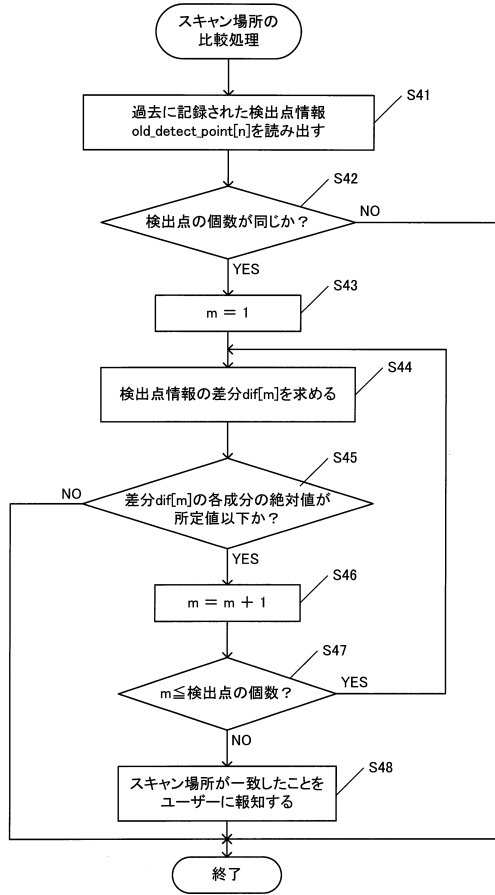 スキャン場所の
比較処理
S41
過去に記録された検出点情報
old_detect_point[n]を読み出す
S42
検出点の個数が同じか？
NO
YES
S43
m = 1
S44
検出点情報の差分dif[m]を求める
S45
NO
差分dif[m]の各成分の絶対値が
所定値以下か？
YES
S46
m = m + 1
S47
m≦検出点の個数？
YES
NO
S48
スキャン場所が一致したことを
ユーザーに報知する
終了